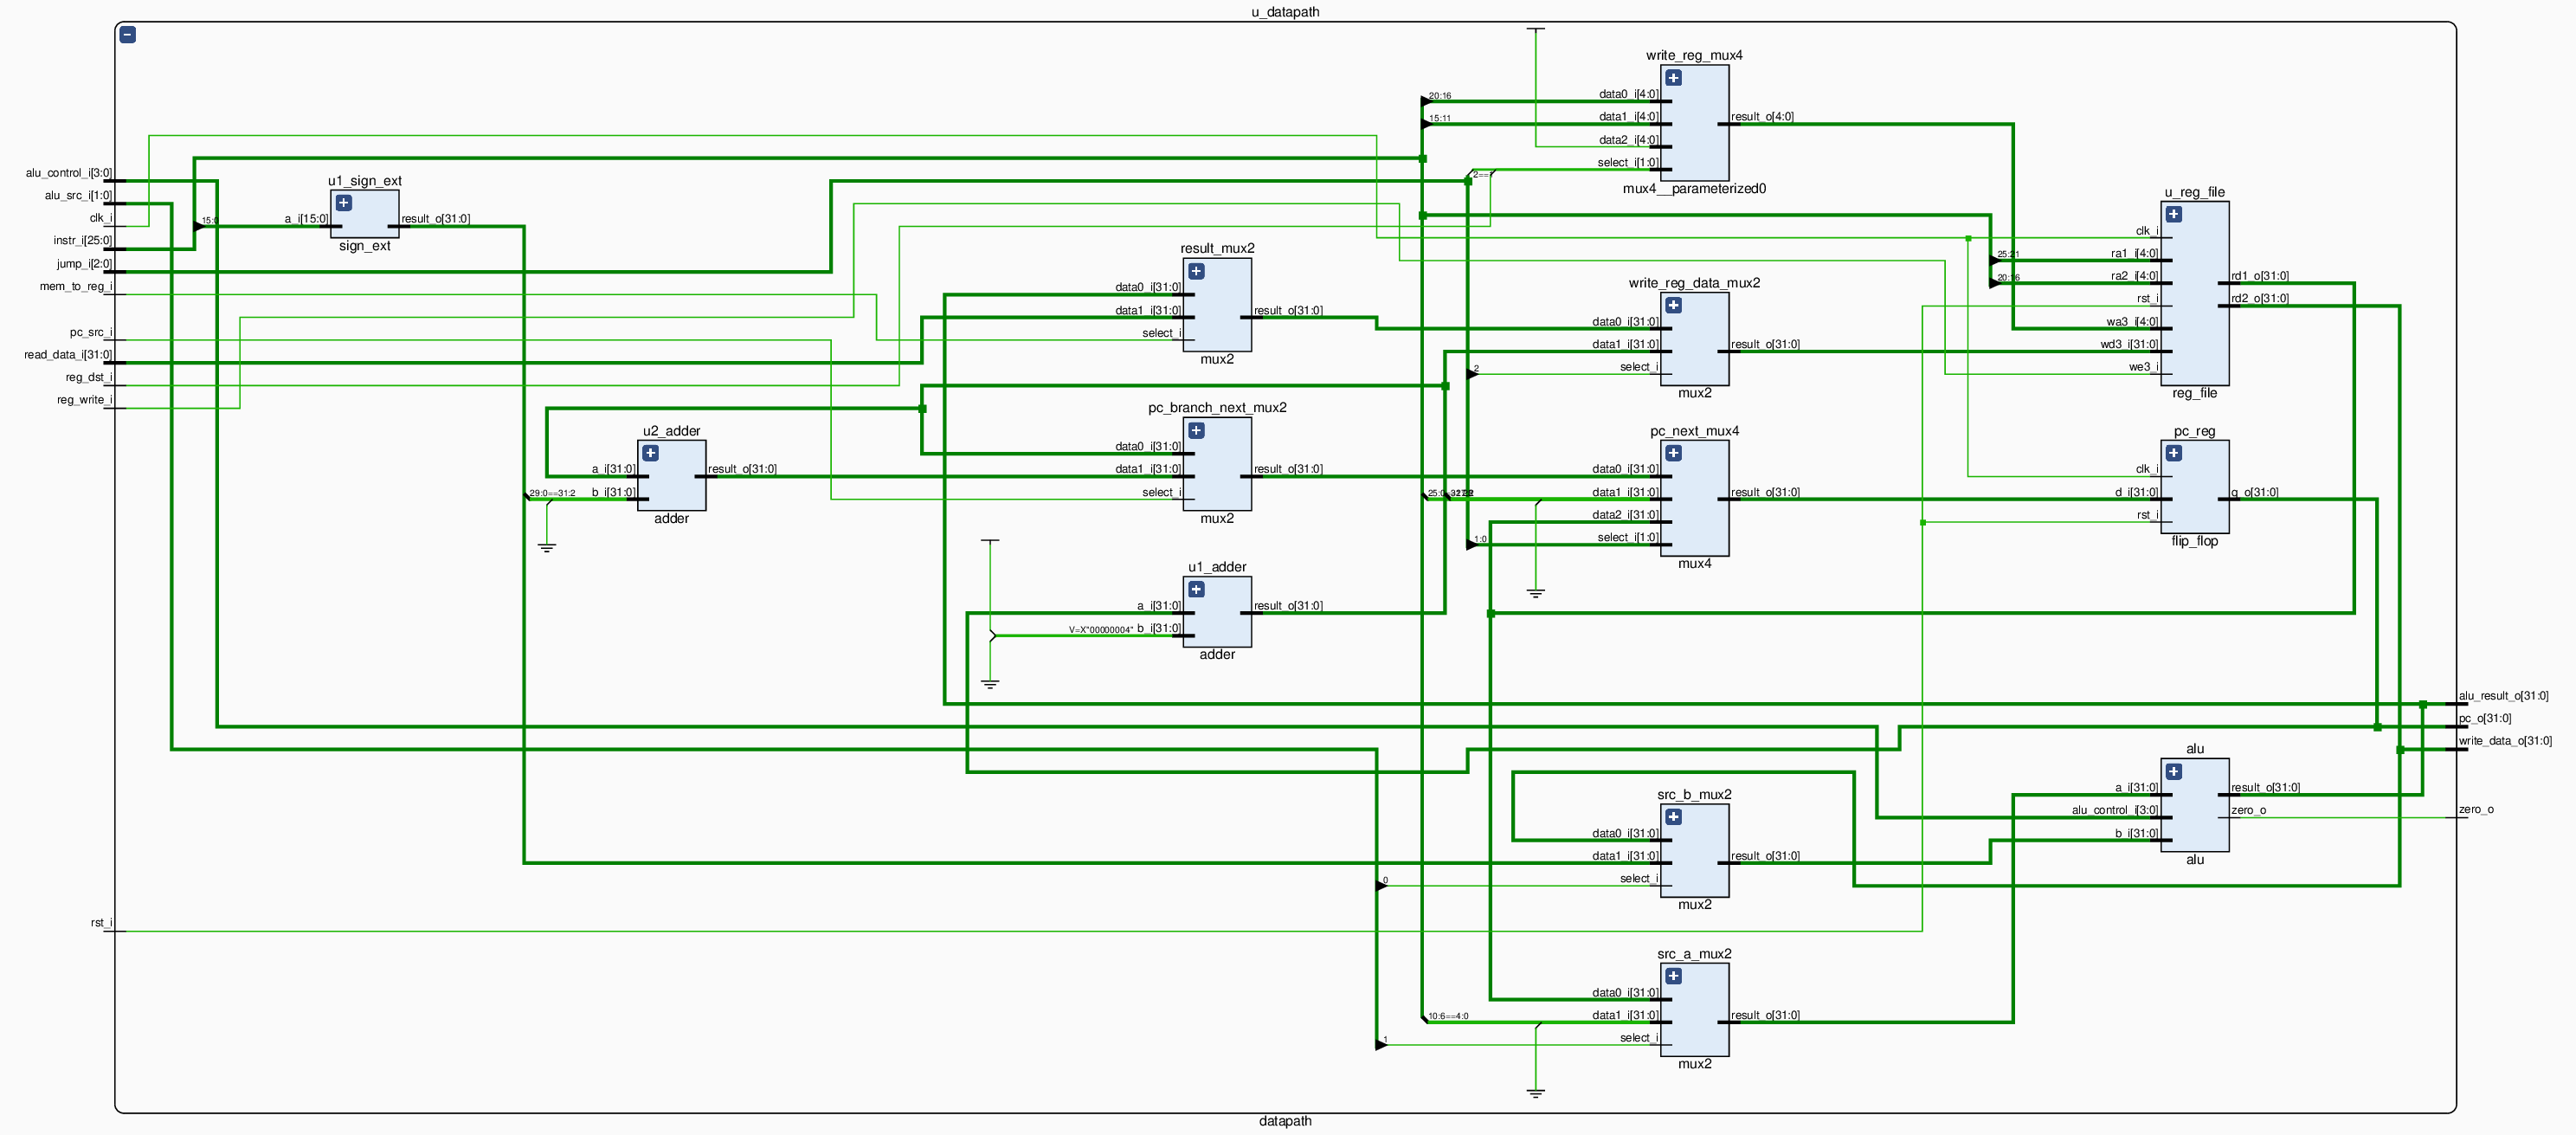 u_datapath
alu_control_i[3:0]
alu_src_i[1:0]
clk_i
instr_i[25:0]
jump_i[2:0]
mem_to_reg_i
pc_src_i
read_data_i[31:0]
reg_dst_i
reg_write_i
rst_i
15:0
u1_sign_ext
a_i[15:0]
result_o[31:0]
sign_ext
u2_adder
a_i[31:0]
result_o[31:0]
29:0==31:2
b_i[31:0]
adder
result_mux2
data0_i[31:0]
data1_i[31:0]
result_o[31:0]
select_i
mux2
pc_branch_next_mux2
data0_i[31:0]
data1_i[31:0]
result_o[31:0]
select_i
mux2
u1_adder
a_i[31:0]
result_o[31:0]
V=X"00000004"
b_i[31:0]
adder
write_reg_mux4
20:16
data0_i[4:0]
15:11
data1_i[4:0]
result_o[4:0]
data2_i[4:0]
select_i[1:0]
mux4__parameterized0
write_reg_data_mux2
data0_i[31:0]
data1_i[31:0]
result_o[31:0]
2
select_i
mux2
pc_next_mux4
data0_i[31:0]
data1_i[31:0]
result_o[31:0]
data2_i[31:0]
1:0
select_i[1:0]
mux4
src_b_mux2
data0_i[31:0]
data1_i[31:0]
result_o[31:0]
0
select_i
mux2
src_a_mux2
data0_i[31:0]
10:6==4:0
data1_i[31:0]
result_o[31:0]
1
select_i
mux2
u_reg_file
clk_i
25:21
ra1_i[4:0]
20:16
ra2_i[4:0]
rd1_o[31:0]
rst_i
rd2_o[31:0]
wa3_i[4:0]
wd3_i[31:0]
we3_i
reg_file
pc_reg
clk_i
d_i[31:0]
q_o[31:0]
rst_i
flip_flop
alu
a_i[31:0]
result_o[31:0]
alu_control_i[3:0]
zero_o
b_i[31:0]
alu
alu_result_o[31:0]
pc_o[31:0]
write_data_o[31:0]
zero_o
datapath